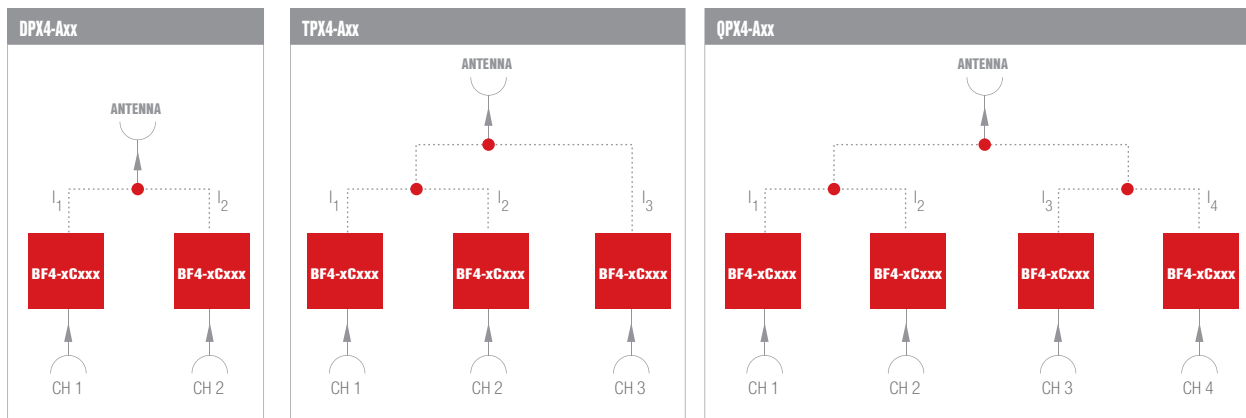 DPX4-Axx
ANTENNA
I1
I2
BF4-xCxxx
BF4-xCxxx
CH 1
CH 2
TPX4-Axx
ANTENNA
I1
I2
I3
BF4-xCxxx
BF4-xCxxx
BF4-xCxxx
CH 1
CH 2
CH 3
QPX4-Axx
ANTENNA
I1
I2
I3
I4
BF4-xCxxx
BF4-xCxxx
BF4-xCxxx
BF4-xCxxx
CH 1
CH 2
CH 3
CH 4